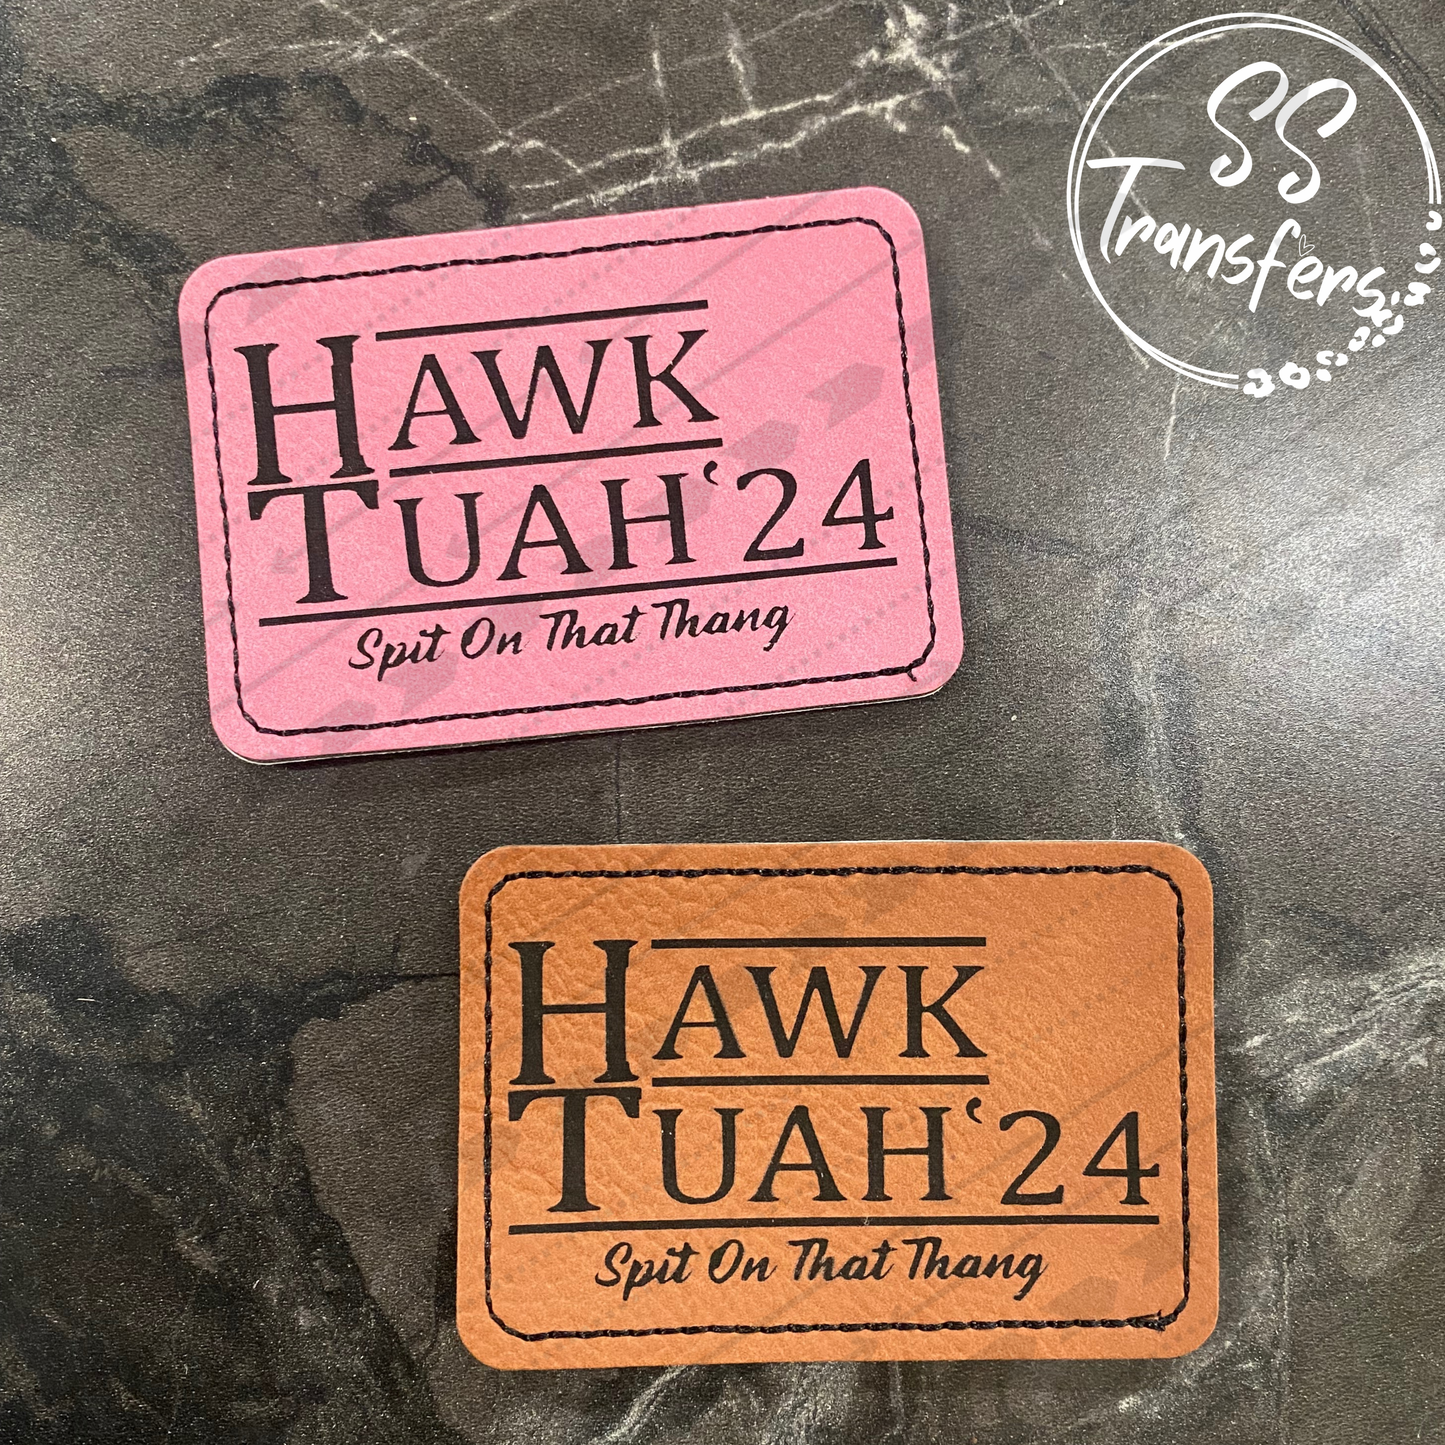 SS
Transfers
HAWK
TUAH‘24
Spit On That Thang
HAWK
TUAH‘24
Spit On That Thang